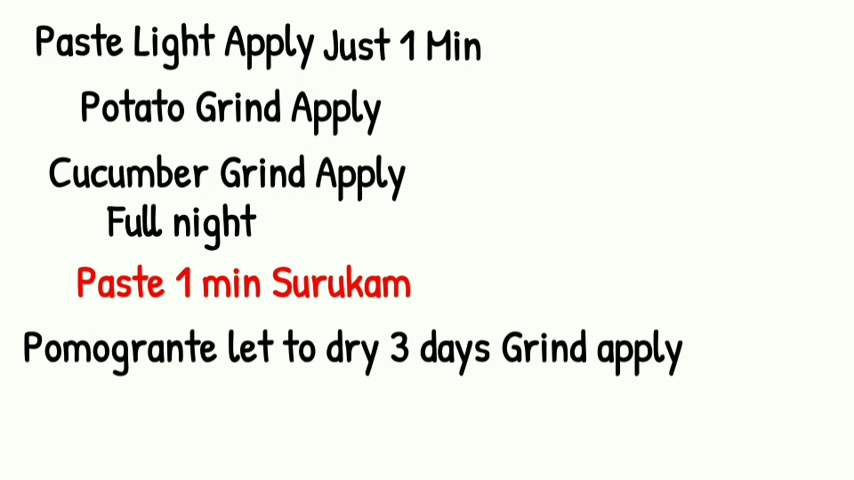 Paste Light Apply Just 1 Min
Potato Grind Apply
Cucumber Grind Apply
Full night
Paste 1 min Surukam
Pomogrante let to dry 3 days Grind apply